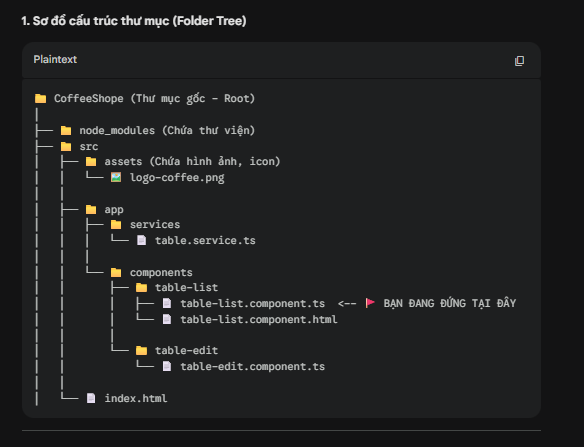 1. Sơ đồ cấu trúc thư mục (Folder Tree)
Plaintext
CoffeeShope (Thư mục gốc - Root)
│
├── node_modules (Chứa thư viện)
├── src
│   ├── assets (Chứa hình ảnh, icon)
│   │   └── logo-coffee.png
│   │
│   ├── app
│   │   ├── services
│   │   │   └── table.service.ts
│   │   │
│   │   └── components
│   │       ├── table-list
│   │       │   ├── table-list.component.ts <-- 🚩 BẠN ĐANG ĐỨNG TẠI ĐÂY
│   │       │   └── table-list.component.html
│   │       │
│   │       └── table-edit
│   │           └── table-edit.component.ts
│   │
│   └── index.html